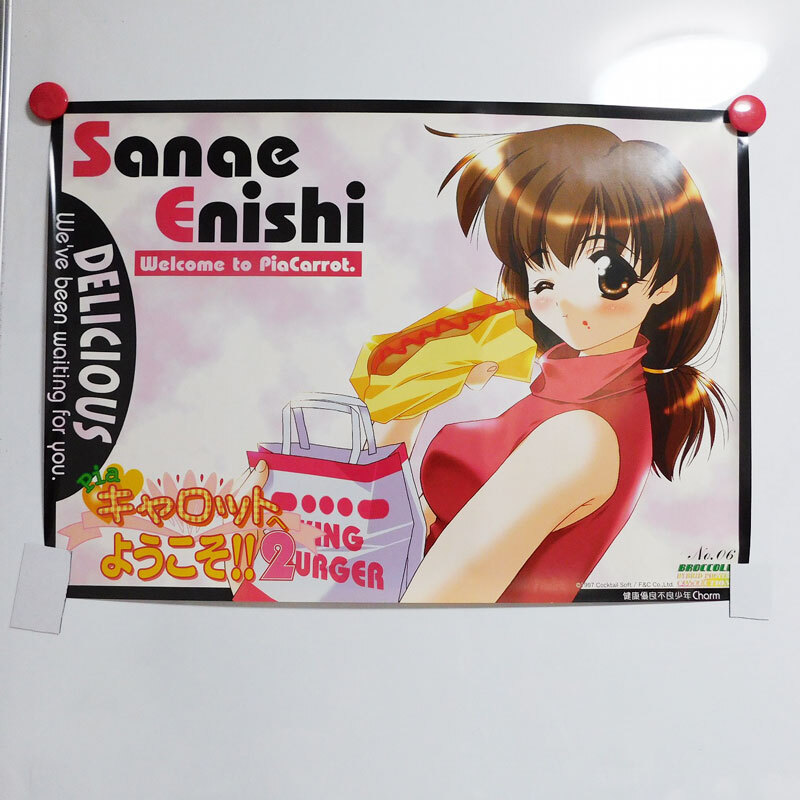 Sanae
Enishi
Welcome to PiaCarrot.
DELICIOUS
We've been waiting for you.
Pia
キャロットへ
ようこそ!!2
KING
BURGER
No.06
BROCCOLI
©1997 Cocktail Soft / F&C Co.,Ltd.
健康優良不良少年Charm